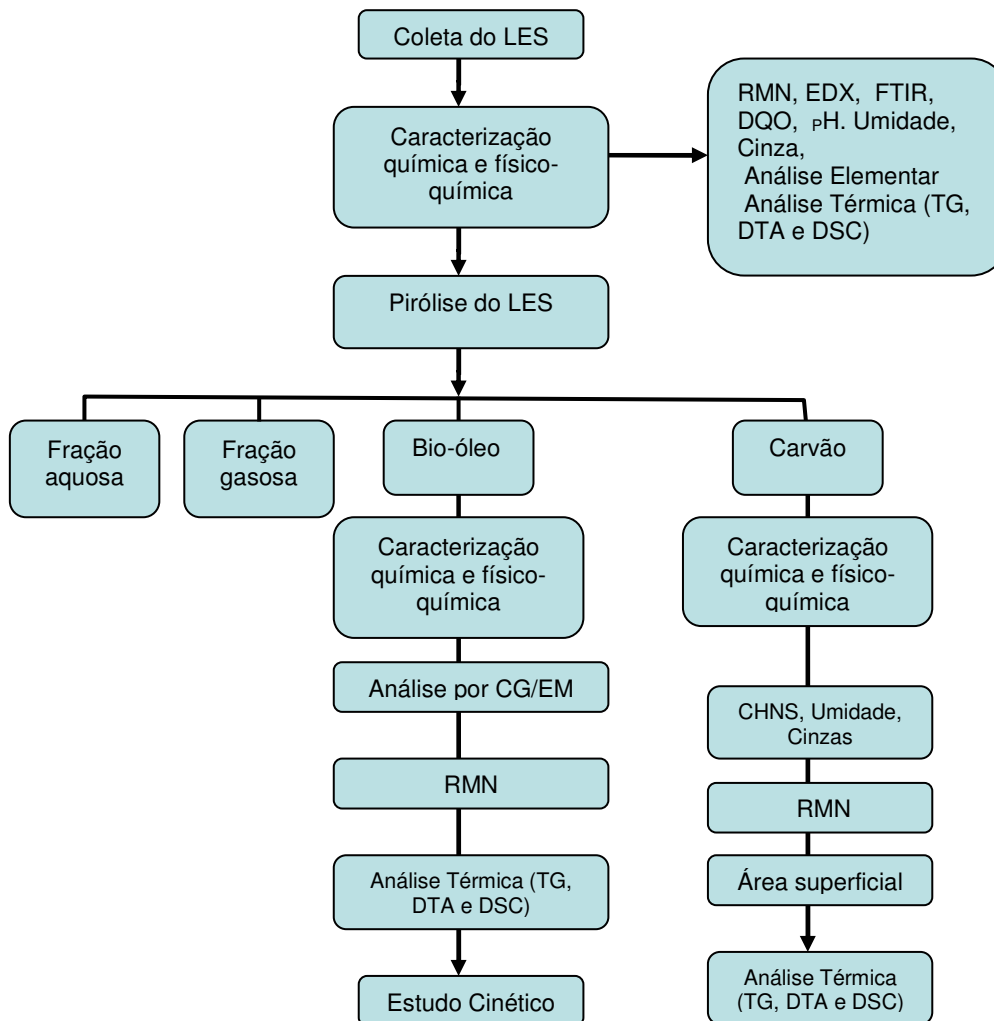 Coleta do LES
RMN, EDX, FTIR,
DQO, pH. Umidade,
Cinza,
Análise Elementar
Análise Térmica (TG,
DTA e DSC)
Caracterização
química e físico-
química
Pirólise do LES
Fração
aquosa
Fração
gasosa
Bio-óleo
Carvão
Caracterização
química e físico-
química
Caracterização
química e físico-
química
Análise por CG/EM
CHNS, Umidade,
Cinzas
RMN
RMN
Análise Térmica (TG,
DTA e DSC)
Área superficial
Estudo Cinético
Análise Térmica
(TG, DTA e DSC)